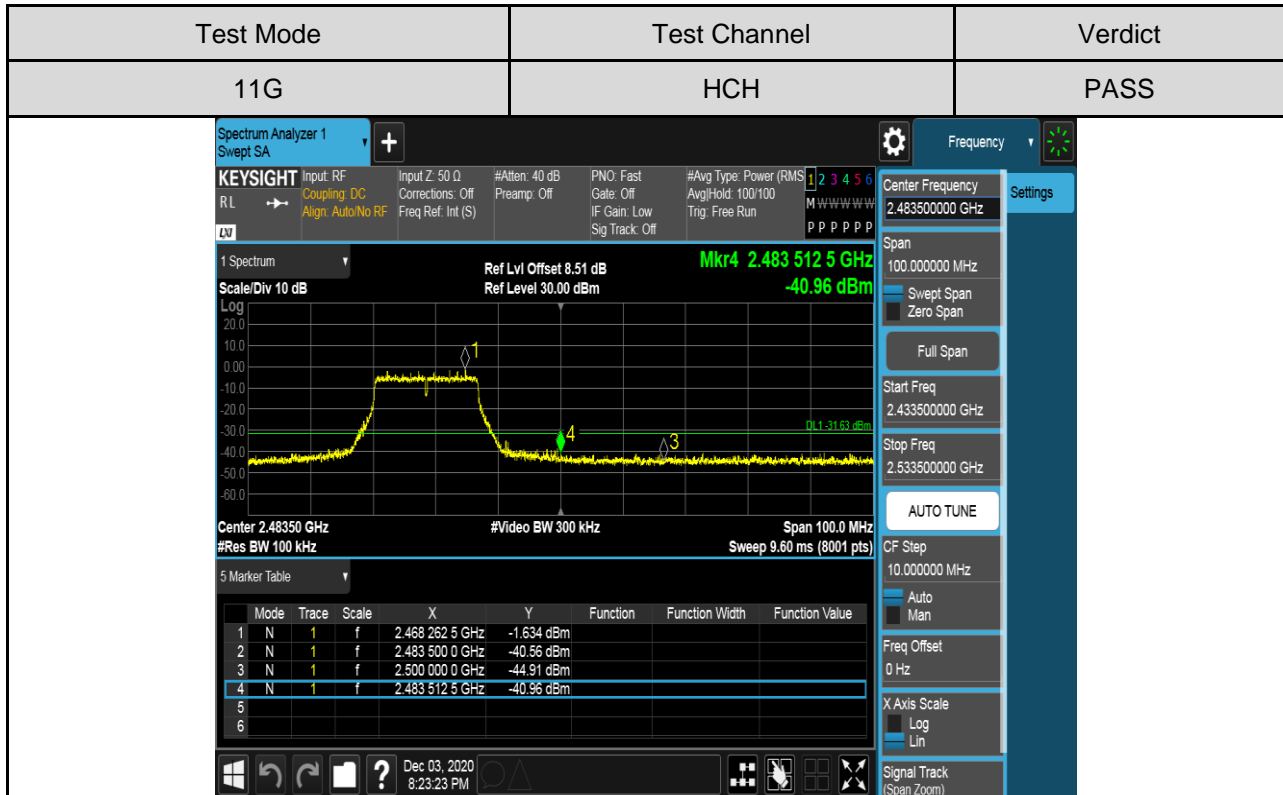 Test Mode Test Channel Verdict
11G HCH PASS
Spectrum Analyzer 1
Swept SA
+
Frequency
KEYSIGHT Input: RF Input Z: 50 Ω #Atten: 40 dB PNO: Fast #Avg Type: Power (RMS 1 2 3 4 5 6
RL Coupling: DC Corrections: Off Preamp: Off Gate: Off Avg|Hold: 100/100 M W W W W W
Align: Auto/No RF Freq Ref: Int (S) IF Gain: Low Trig: Free Run
LXI Sig Track: Off P P P P P P
Center Frequency
2.483500000 GHz
Settings
1 Spectrum
Ref Lvl Offset 8.51 dB Mkr4 2.483 512 5 GHz
Scale/Div 10 dB Ref Level 30.00 dBm -40.96 dBm
Log
20.0
10.0
0.00
-10.0
-20.0
-30.0
-40.0
-50.0
-60.0
1
4
3
DL1 -31.63 dBm
Center 2.48350 GHz #Video BW 300 kHz Span 100.0 MHz
#Res BW 100 kHz Sweep 9.60 ms (8001 pts)
Span
100.000000 MHz
Swept Span
Zero Span
Full Span
Start Freq
2.433500000 GHz
Stop Freq
2.533500000 GHz
AUTO TUNE
CF Step
10.000000 MHz
Auto
Man
Freq Offset
0 Hz
X Axis Scale
Log
Lin
Signal Track
(Span Zoom)
5 Marker Table
Mode Trace Scale X Y Function Function Width Function Value
1 N 1 f 2.468 262 5 GHz -1.634 dBm
2 N 1 f 2.483 500 0 GHz -40.56 dBm
3 N 1 f 2.500 000 0 GHz -44.91 dBm
4 N 1 f 2.483 512 5 GHz -40.96 dBm
5
6
? Dec 03, 2020
8:23:23 PM